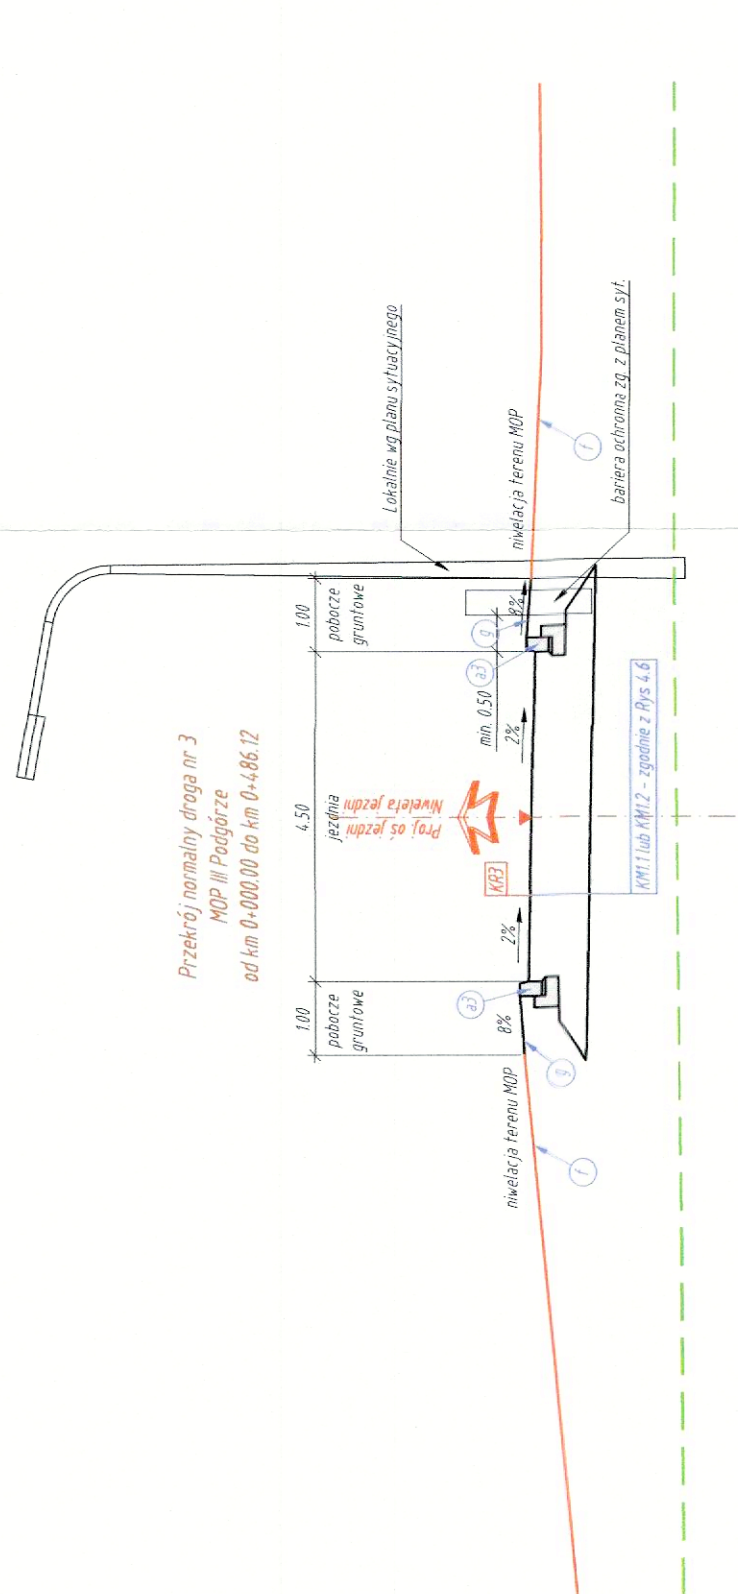 Przekrój normalny droga nr 3
MOP III Podgórze
od km 0+000.00 do km 0+486.12
Lokalnie wg planu sytuacyjnego
1.00
4.50
1.00
pobocze
gruntowe
jezdnia
pobocze
gruntowe
Proj. oś jezdni
Niweleta jezdni
niwelacja terenu MOP
8%
g
a3
2%
KR3
2%
min. 0.50
a3
g
8%
niwelacja terenu MOP
f
f
bariera ochronna zg. z planem syt.
KM1.1 lub KM1.2 - zgodnie z Rys 4.6